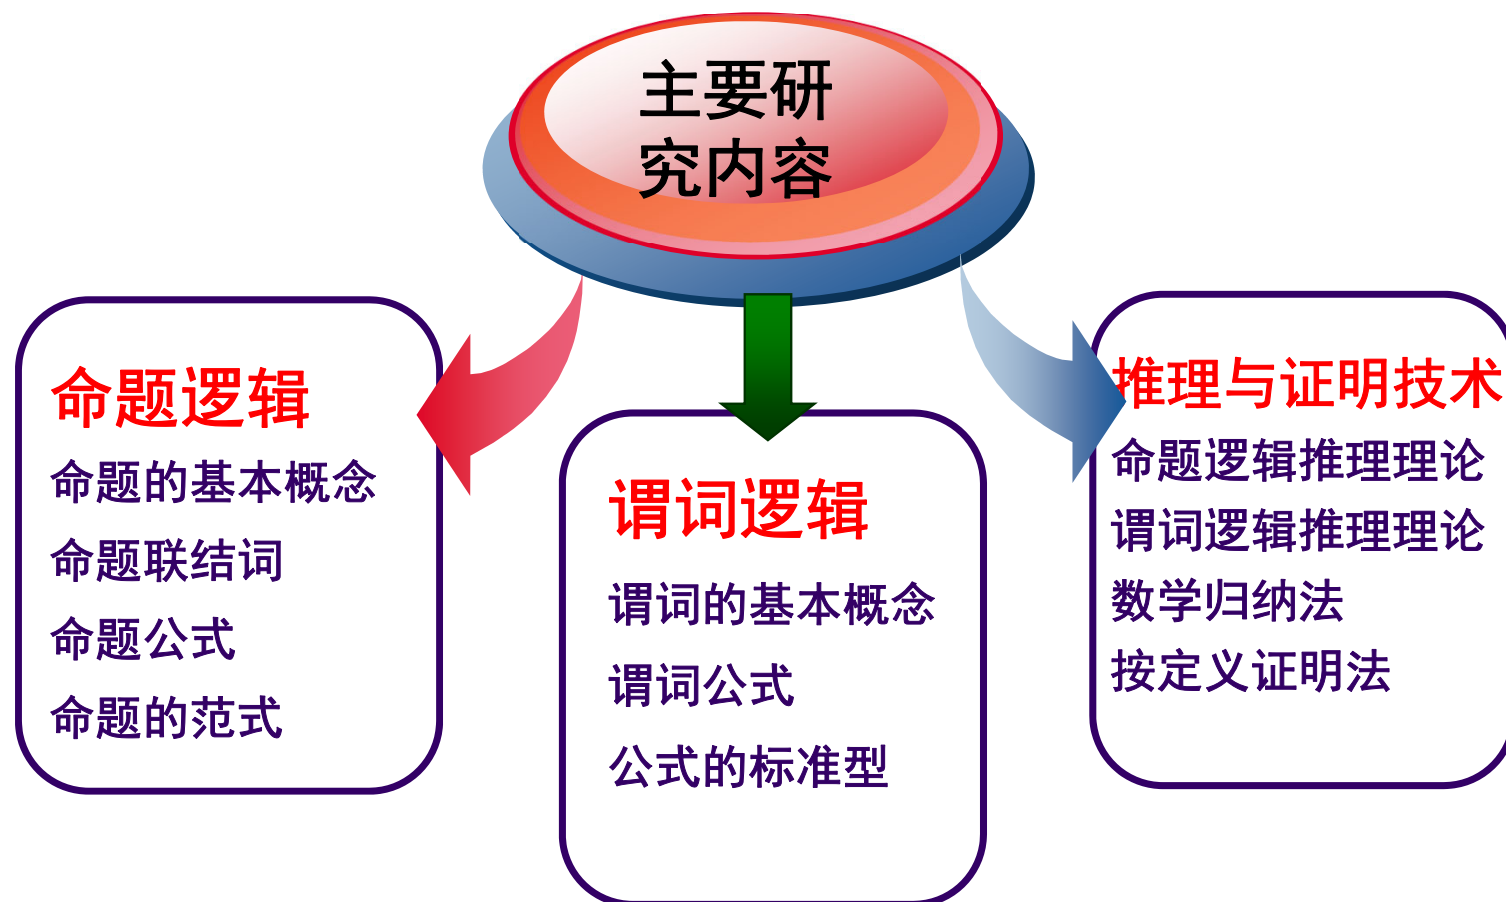 主要研
究内容
命题逻辑
命题的基本概念
命题联结词
命题公式
命题的范式
谓词逻辑
谓词的基本概念
谓词公式
公式的标准型
推理与证明技术
命题逻辑推理理论
谓词逻辑推理理论
数学归纳法
按定义证明法